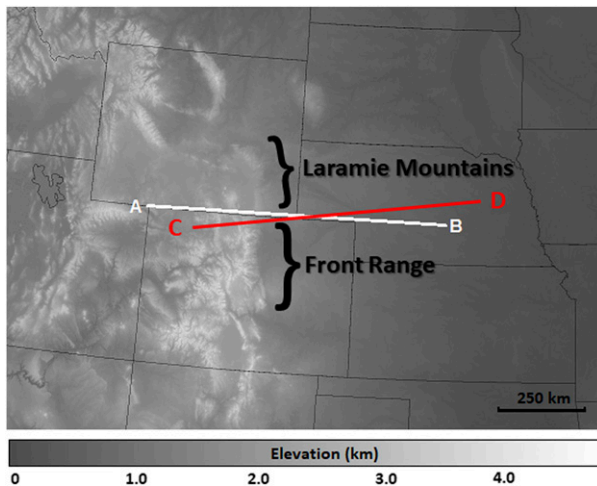 Laramie Mountains
A
D
C
B
Front Range
250 km
Elevation (km)
0 1.0 2.0 3.0 4.0